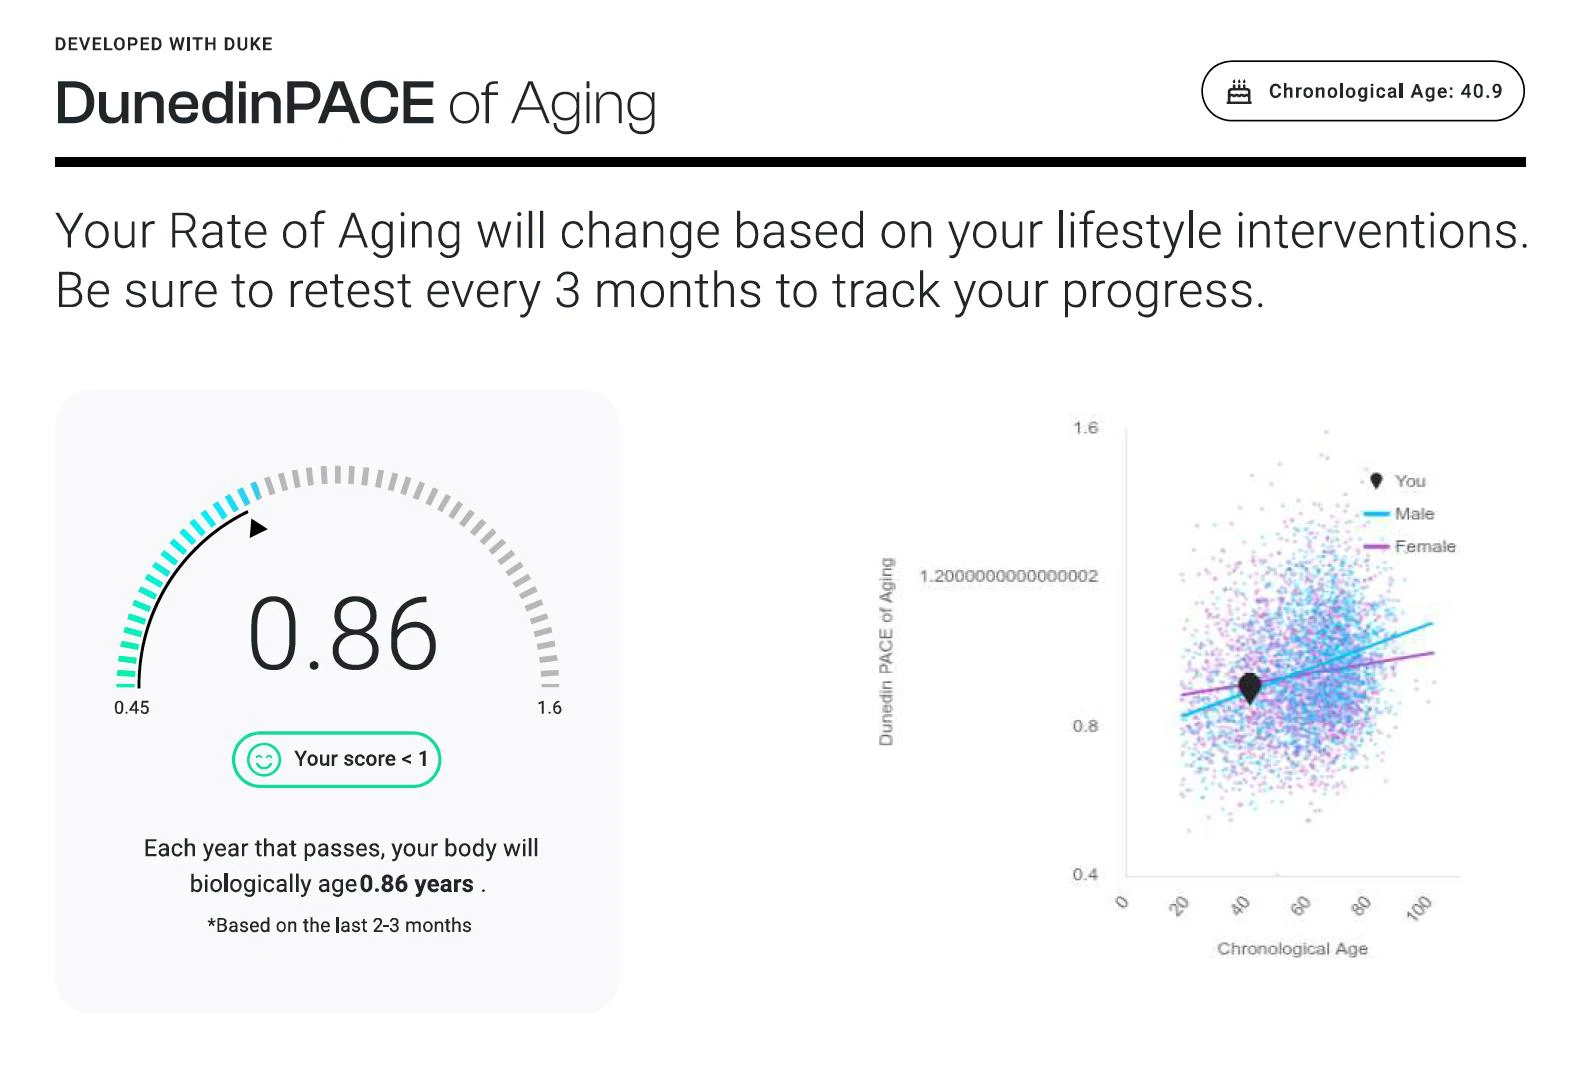 DEVELOPED WITH DUKE
DunedinPACE of Aging
Chronological Age: 40.9
Your Rate of Aging will change based on your lifestyle interventions.
Be sure to retest every 3 months to track your progress.
0.86
0.45
1.6
Your score < 1
Each year that passes, your body will
biologically age 0.86 years .
*Based on the last 2-3 months
Dunedin PACE of Aging
1.6
1.2000000000000002
0.8
0.4
You
Male
Female
0
20
40
60
80
100
Chronological Age